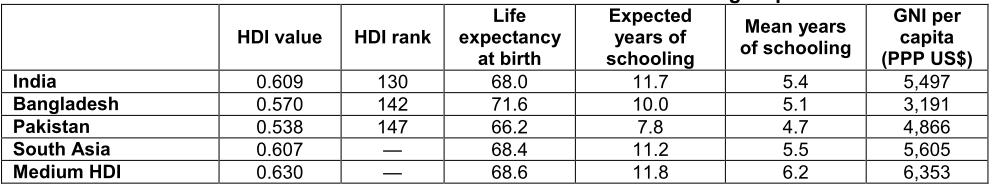 HDI value HDI rank Life expectancy at birth Expected years of schooling Mean years of schooling GNI per capita (PPP US$)
India 0.609 130 68.0 11.7 5.4 5,497
Bangladesh 0.570 142 71.6 10.0 5.1 3,191
Pakistan 0.538 147 66.2 7.8 4.7 4,866
South Asia 0.607 — 68.4 11.2 5.5 5,605
Medium HDI 0.630 — 68.6 11.8 6.2 6,353